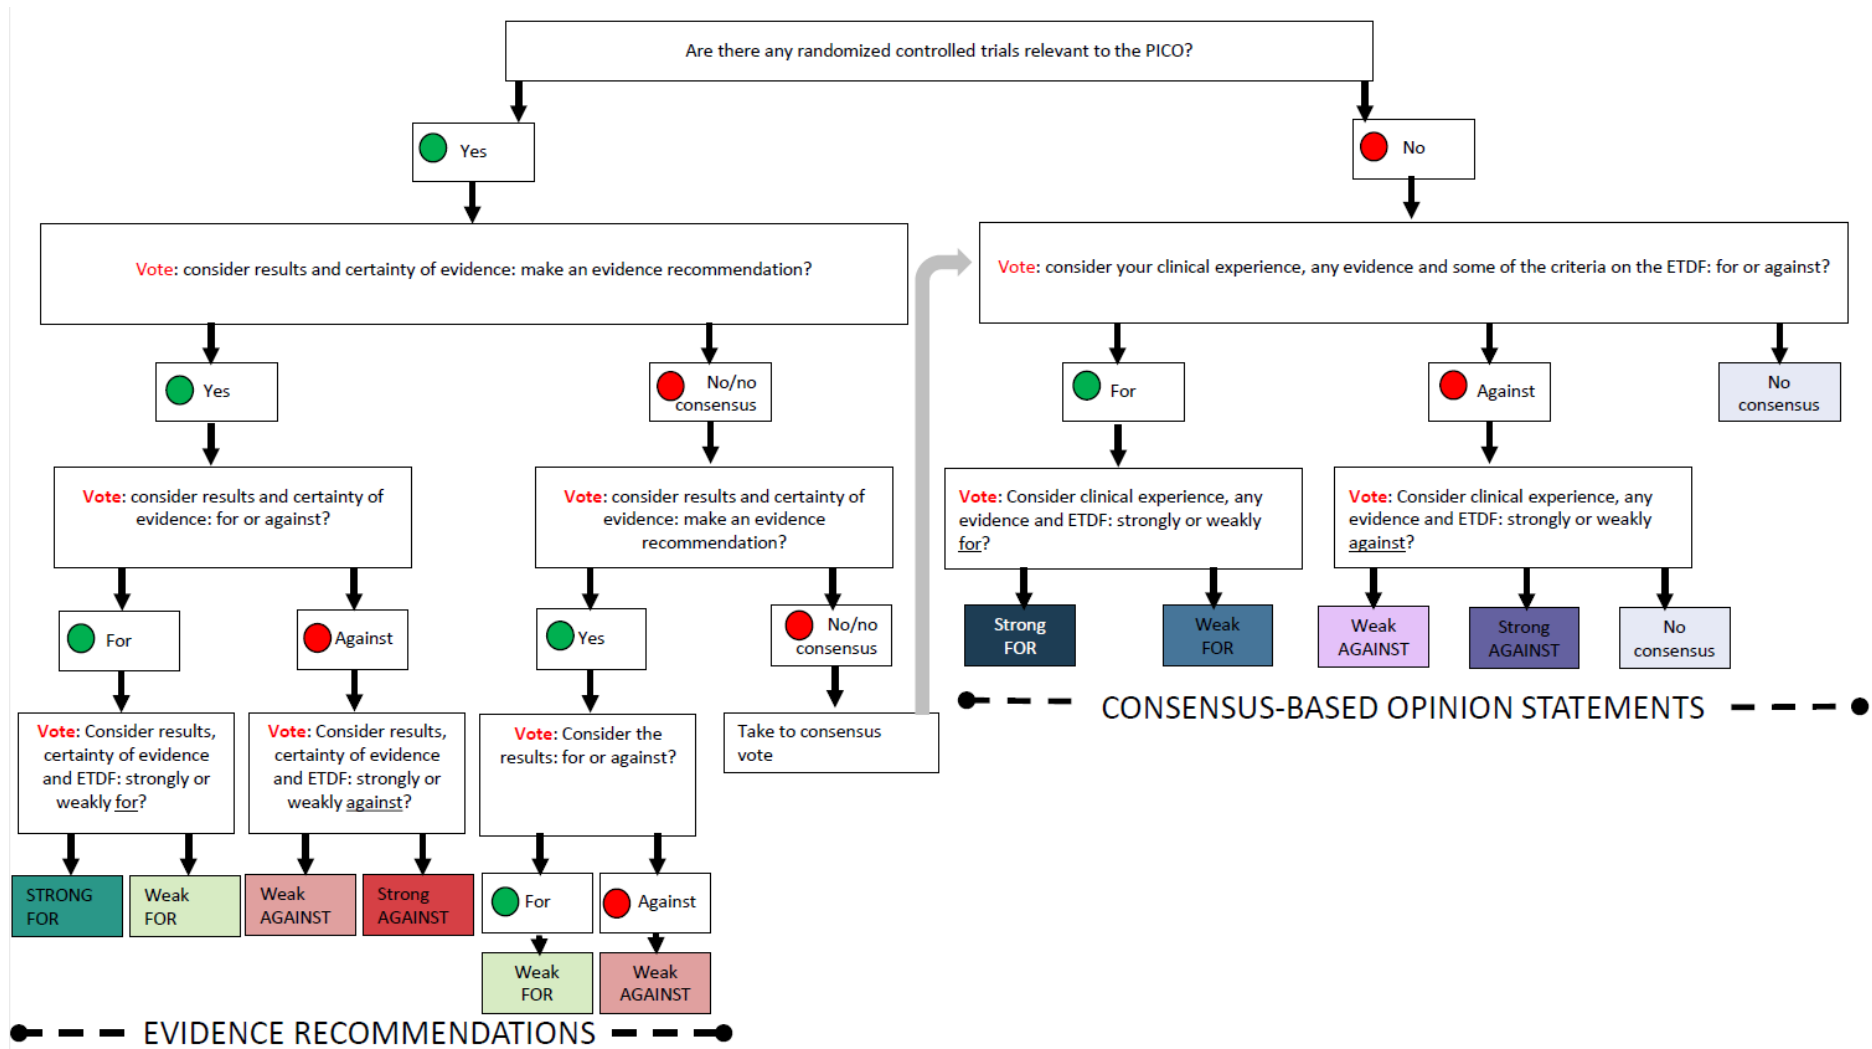 Are there any randomized controlled trials relevant to the PICO?
Yes
No
Vote: consider results and certainty of evidence: make an evidence recommendation?
Vote: consider your clinical experience, any evidence and some of the criteria on the ETDF: for or against?
Yes
No/no
consensus
For
Against
No
consensus
Vote: consider results and certainty of
evidence: for or against?
Vote: consider results and certainty of
evidence: make an evidence
recommendation?
Vote: Consider clinical experience, any
evidence and ETDF: strongly or weakly
for?
Vote: Consider clinical experience, any
evidence and ETDF: strongly or weakly
against?
For
Against
Yes
No/no
consensus
Strong
FOR
Weak
FOR
Weak
AGAINST
Strong
AGAINST
No
consensus
CONSENSUS-BASED OPINION STATEMENTS
Vote: Consider results,
certainty of evidence
and ETDF: strongly or
weakly for?
Vote: Consider results,
certainty of evidence
and ETDF: strongly or
weakly against?
Vote: Consider the
results: for or against?
Take to consensus
vote
STRONG
FOR
Weak
FOR
Weak
AGAINST
Strong
AGAINST
For
Against
Weak
FOR
Weak
AGAINST
EVIDENCE RECOMMENDATIONS